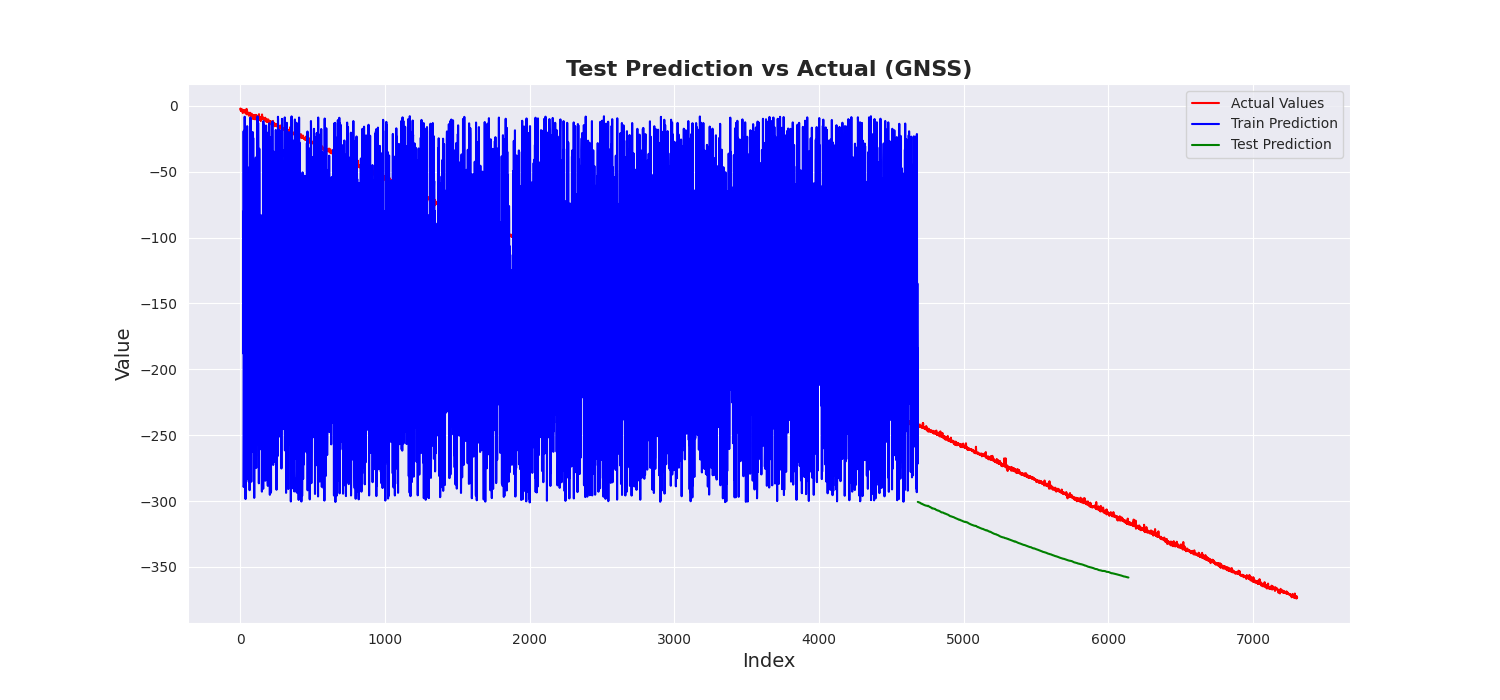 Test Prediction vs Actual (GNSS)
Actual Values
Train Prediction
Test Prediction
Value
0
−50
−100
−150
−200
−250
−300
−350
0 1000 2000 3000 4000 5000 6000 7000
Index